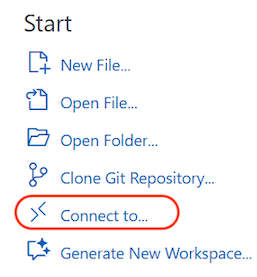 Start
New File...
Open File...
Open Folder...
Clone Git Repository...
Connect to...
Generate New Workspace...